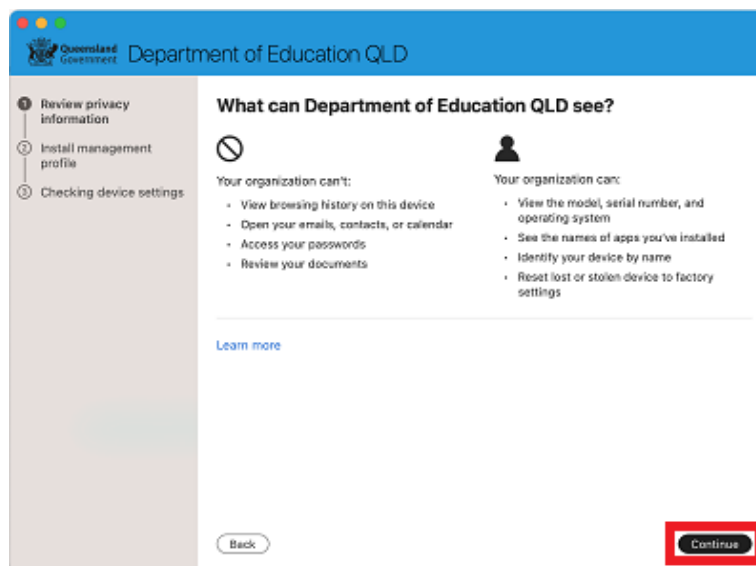 Queensland
Government
Department of Education QLD
1 Review privacy
information
2 Install management
profile
3 Checking device settings
What can Department of Education QLD see?
Your organization can't:
• View browsing history on this device
• Open your emails, contacts, or calendar
• Access your passwords
• Review your documents
Your organization can:
• View the model, serial number, and
operating system
• See the names of apps you've installed
• Identify your device by name
• Reset lost or stolen device to factory
settings
Learn more
Back
Continue